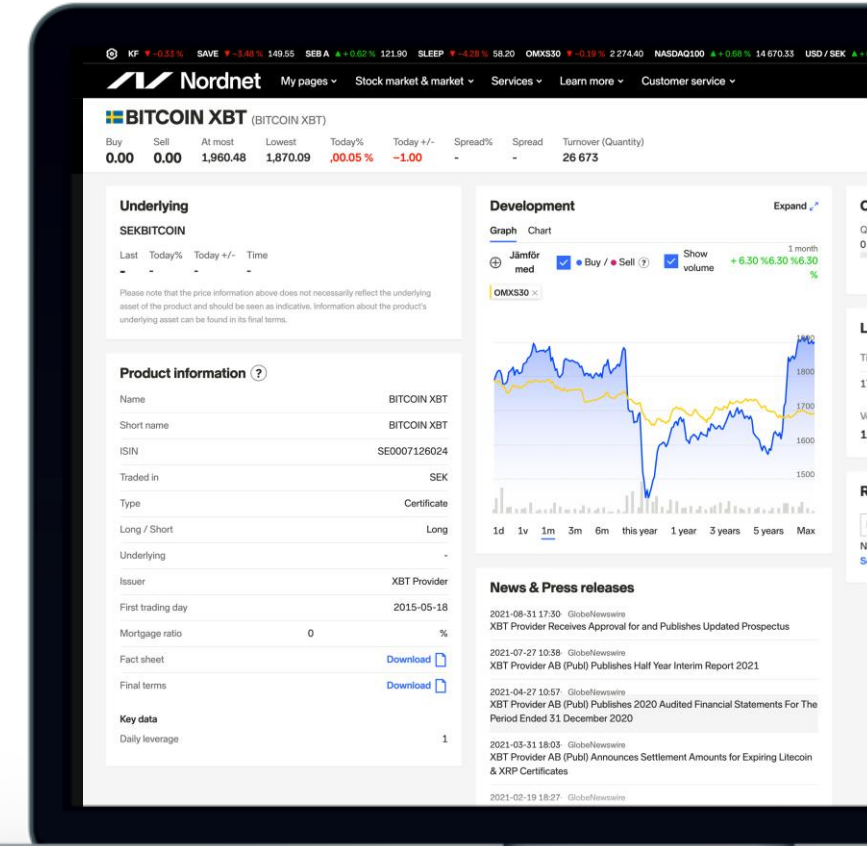 KF ▼ -0.33 % SAVE ▼ -3.48 % 149.55 SEB A ▲ + 0.62 % 121.90 SLEEP ▼ -4.28 % 58.20 OMXS30 ▼ -0.19 % 2 274.40 NASDAQ100 ▲ + 0.68 % 14 670.33 USD / SEK ▲ +
Nordnet My pages Stock market & market Services Learn more Customer service
BITCOIN XBT (BITCOIN XBT)
Buy Sell At most Lowest Today% Today +/- Spread% Spread Turnover (Quantity)
0.00 0.00 1,960.48 1,870.09 ,00.05 % -1.00 - - 26 673
Underlying
SEKBITCOIN
Last Today% Today +/- Time
- - - -
Please note that the price information above does not necessarily reflect the underlying
asset of the product and should be seen as indicative. Information about the product's
underlying asset can be found in its final terms.
Product information ?
Name BITCOIN XBT
Short name BITCOIN XBT
ISIN SE0007126024
Traded in SEK
Type Certificate
Long / Short Long
Underlying -
Issuer XBT Provider
First trading day 2015-05-18
Mortgage ratio 0 %
Fact sheet Download
Final terms Download
Key data
Daily leverage 1
Development Expand
Graph Chart
Jämför
med
Buy / Sell ?
Show
volume
1 month
+ 6.30 %6.30 %6.30
%
OMXS30 ×
1800
1700
1600
1500
1d 1v 1m 3m 6m this year 1 year 3 years 5 years Max
News & Press releases
2021-08-31 17:30· GlobeNewswire
XBT Provider Receives Approval for and Publishes Updated Prospectus
2021-07-27 10:38· GlobeNewswire
XBT Provider AB (Publ) Publishes Half Year Interim Report 2021
2021-04-27 10:57· GlobeNewswire
XBT Provider AB (Publ) Publishes 2020 Audited Financial Statements For The
Period Ended 31 December 2020
2021-03-31 18:03· GlobeNewswire
XBT Provider AB (Publ) Announces Settlement Amounts for Expiring Litecoin
& XRP Certificates
2021-02-19 18:27· GlobeNewswire